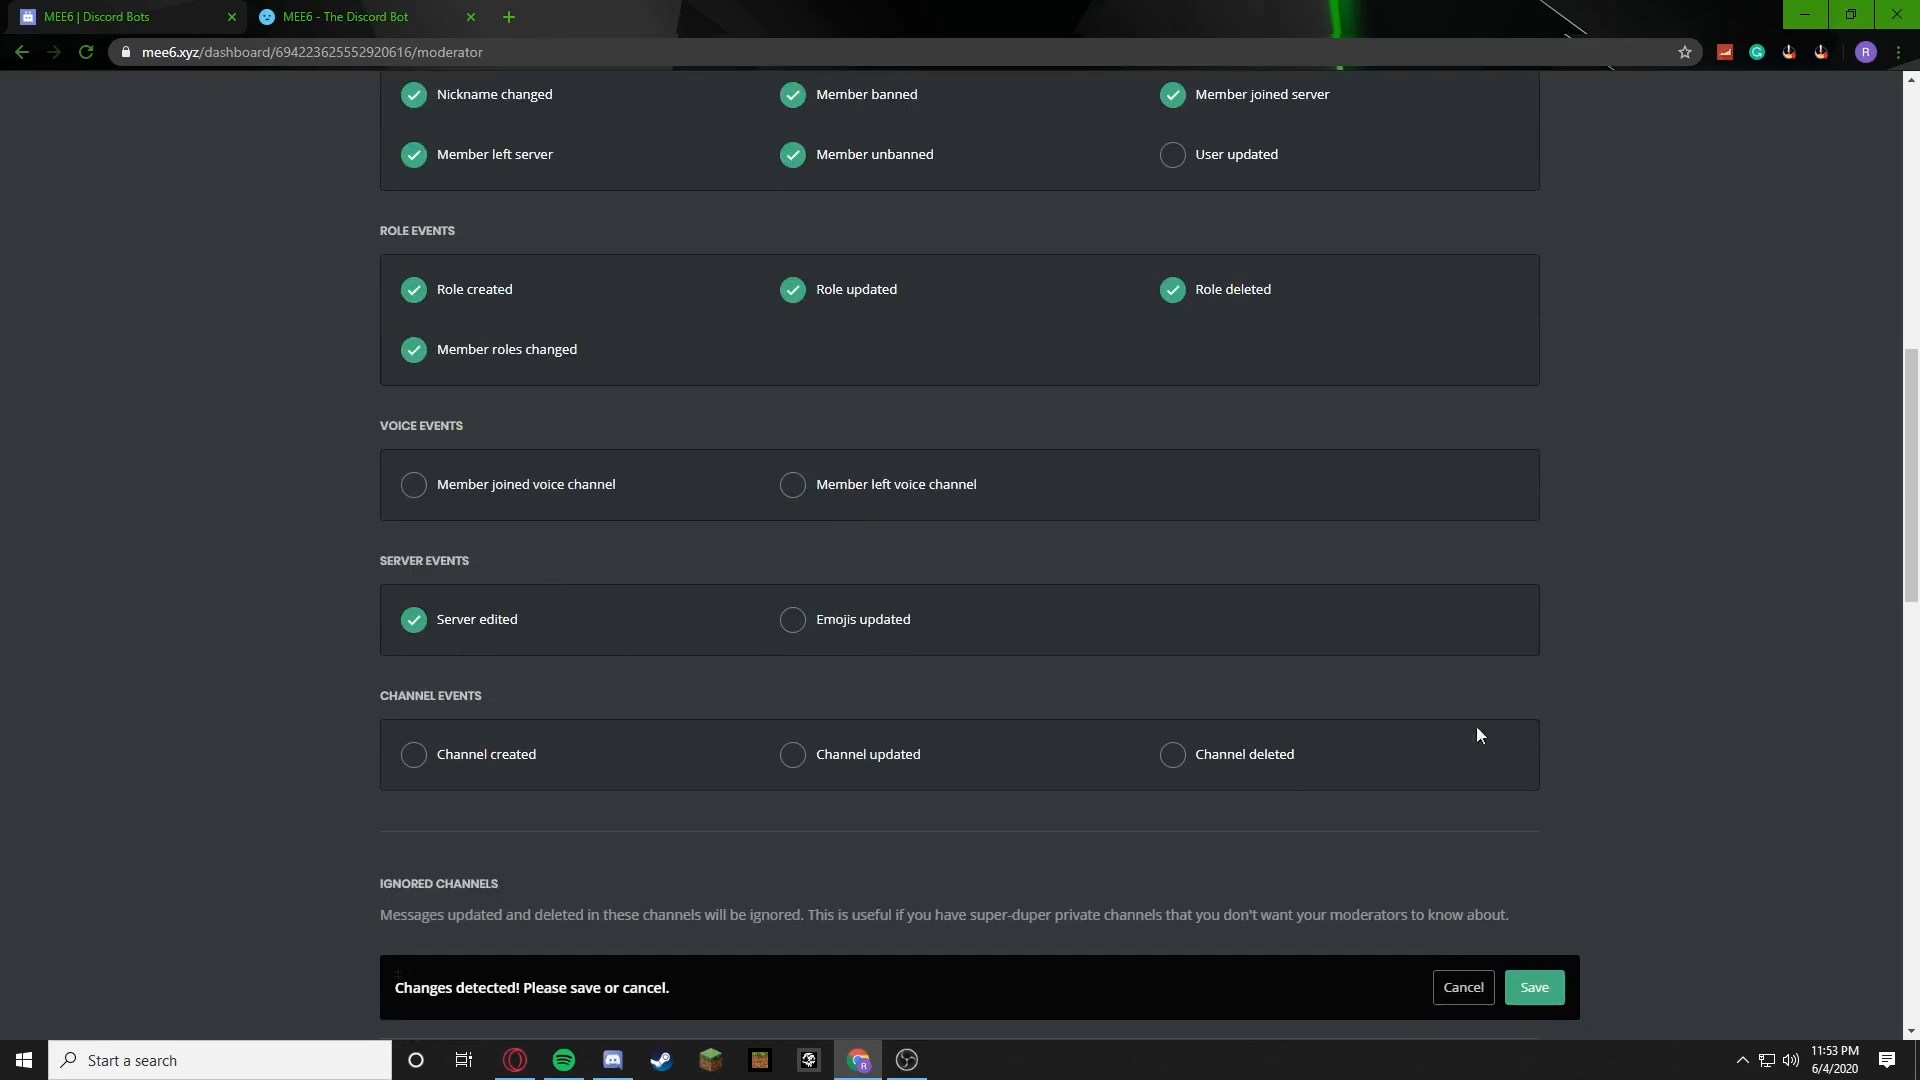 MEE6 | Discord Bots
MEE6 - The Discord Bot
mee6.xyz/dashboard/694223625552920616/moderator
R
Nickname changed
Member banned
Member joined server
Member left server
Member unbanned
User updated
ROLE EVENTS
Role created
Role updated
Role deleted
Member roles changed
VOICE EVENTS
Member joined voice channel
Member left voice channel
SERVER EVENTS
Server edited
Emojis updated
CHANNEL EVENTS
Channel created
Channel updated
Channel deleted
IGNORED CHANNELS
Messages updated and deleted in these channels will be ignored. This is useful if you have super-duper private channels that you don't want your moderators to know about.
Changes detected! Please save or cancel.
Cancel
Save
Start a search
R
11:53 PM
6/4/2020